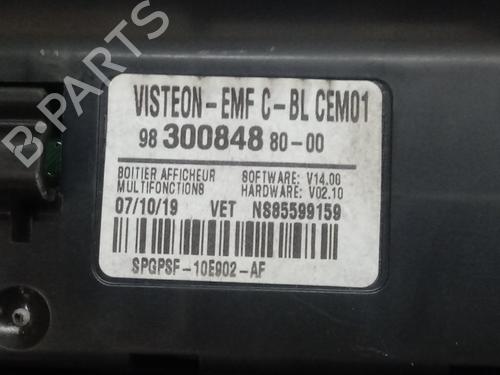 VISTEON-EMF C-BL CEM01
98 300848 80-00
BOITIER AFFICHEUR SOFTWARE: V14.00
MULTIFONCTIONS HARDWARE: V02.10
07/10/19 VET NS85599159
SPGPSF-10E902-AF
B-PARTS